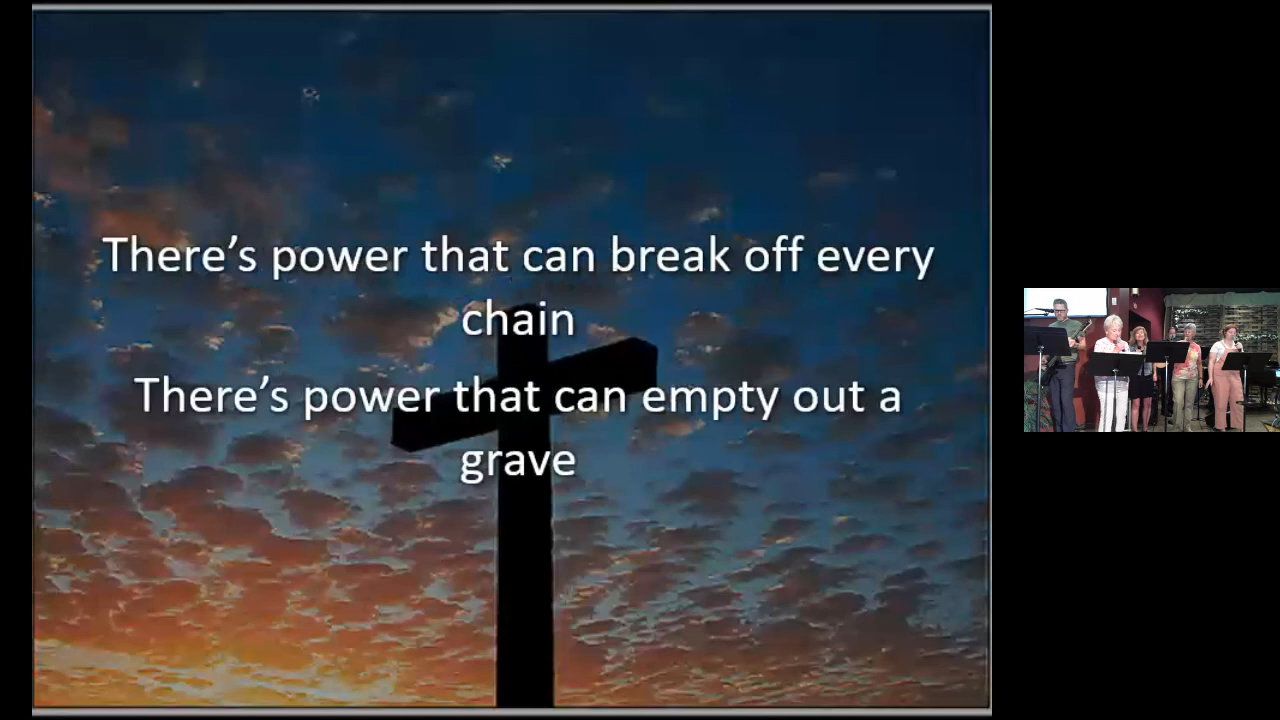 There’s power that can break off every
chain
There’s power that can empty out a
grave